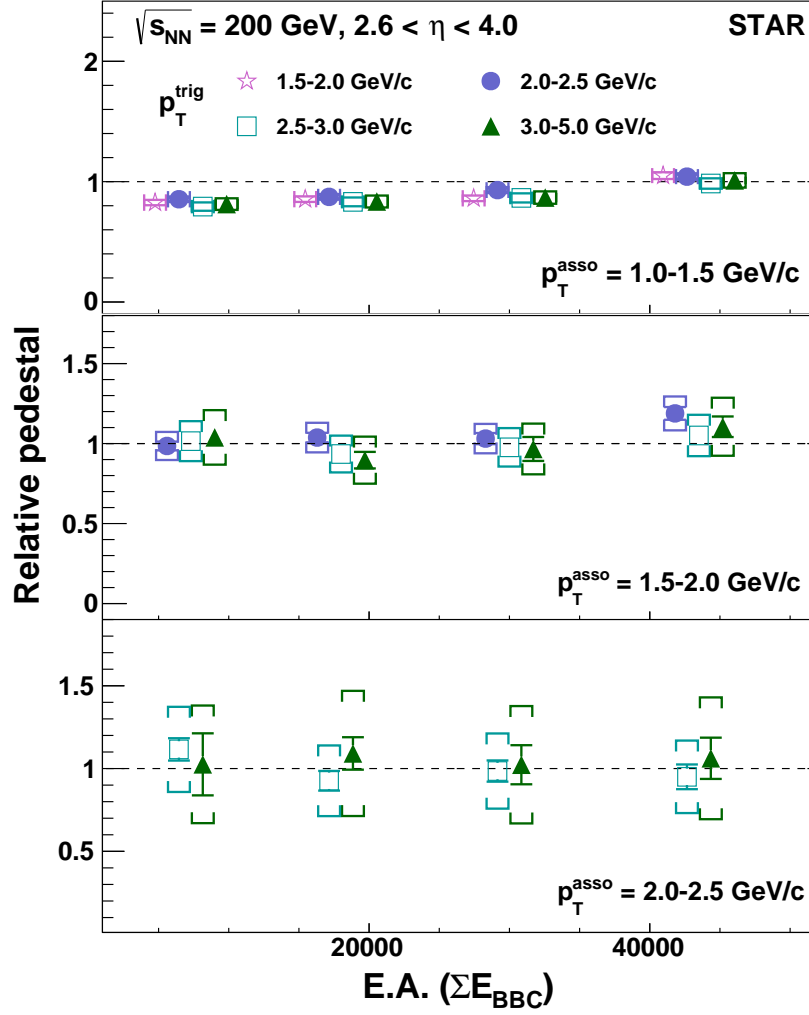 √s_NN = 200 GeV, 2.6 < η < 4.0 STAR
p_T^trig
1.5-2.0 GeV/c 2.0-2.5 GeV/c
2.5-3.0 GeV/c 3.0-5.0 GeV/c
2
1
0
p_T^asso = 1.0-1.5 GeV/c
Relative pedestal
1.5
1
0.5
0
p_T^asso = 1.5-2.0 GeV/c
1.5
1
0.5
p_T^asso = 2.0-2.5 GeV/c
20000 40000
E.A. (ΣE_BBC)